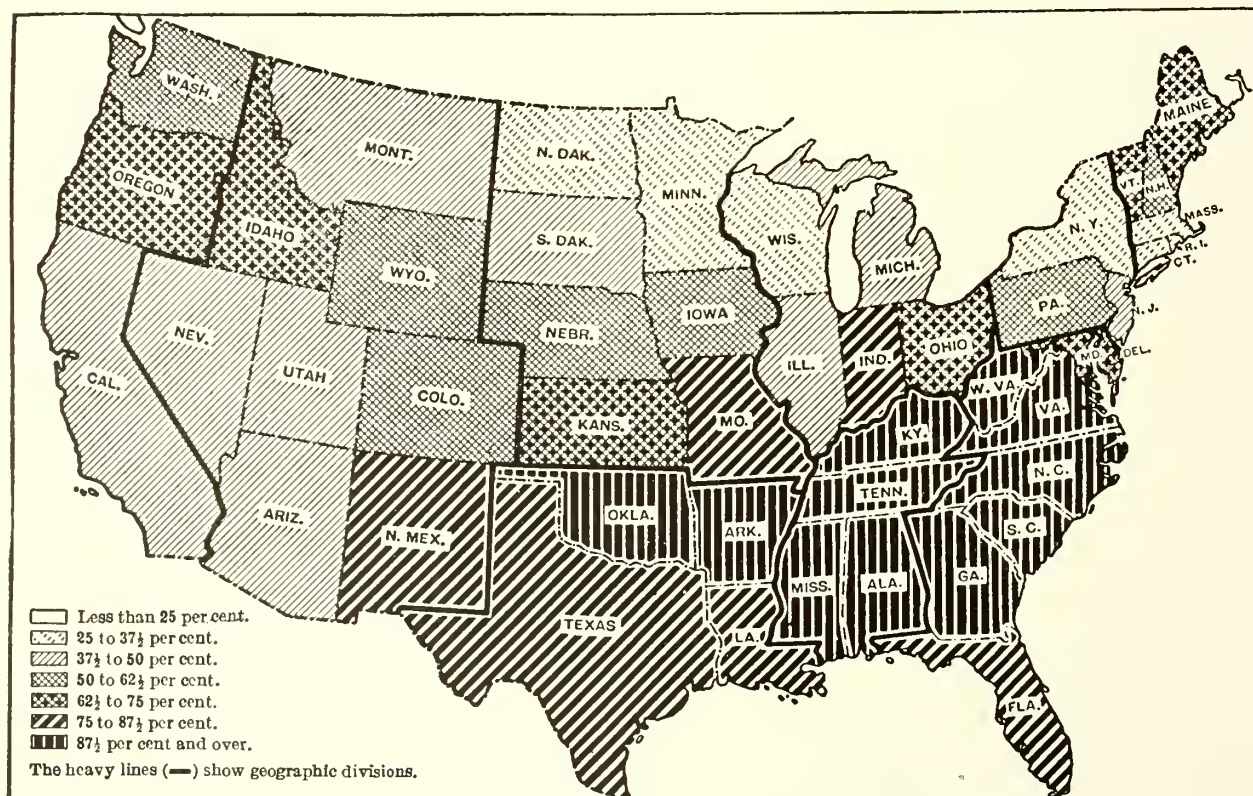 WASH.
MONT.
N. DAK.
MINN.
MAINE
OREGON
IDAHO
S. DAK.
WIS.
MICH.
N. Y.
VT.
N.H.
MASS.
R. I.
CT.
WYO.
NEBR.
IOWA
PA.
N. J.
NEV.
UTAH
COLO.
KANS.
ILL.
IND.
OHIO
MD.
DEL.
CAL.
MO.
W. VA.
VA.
KY.
N. C.
TENN.
ARIZ.
N. MEX.
OKLA.
ARK.
S. C.
MISS.
ALA.
GA.
TEXAS
LA.
FLA.
Less than 25 per cent.
25 to 37½ per cent.
37½ to 50 per cent.
50 to 62½ per cent.
62½ to 75 per cent.
75 to 87½ per cent.
87½ per cent and over.
The heavy lines (━) show geographic divisions.